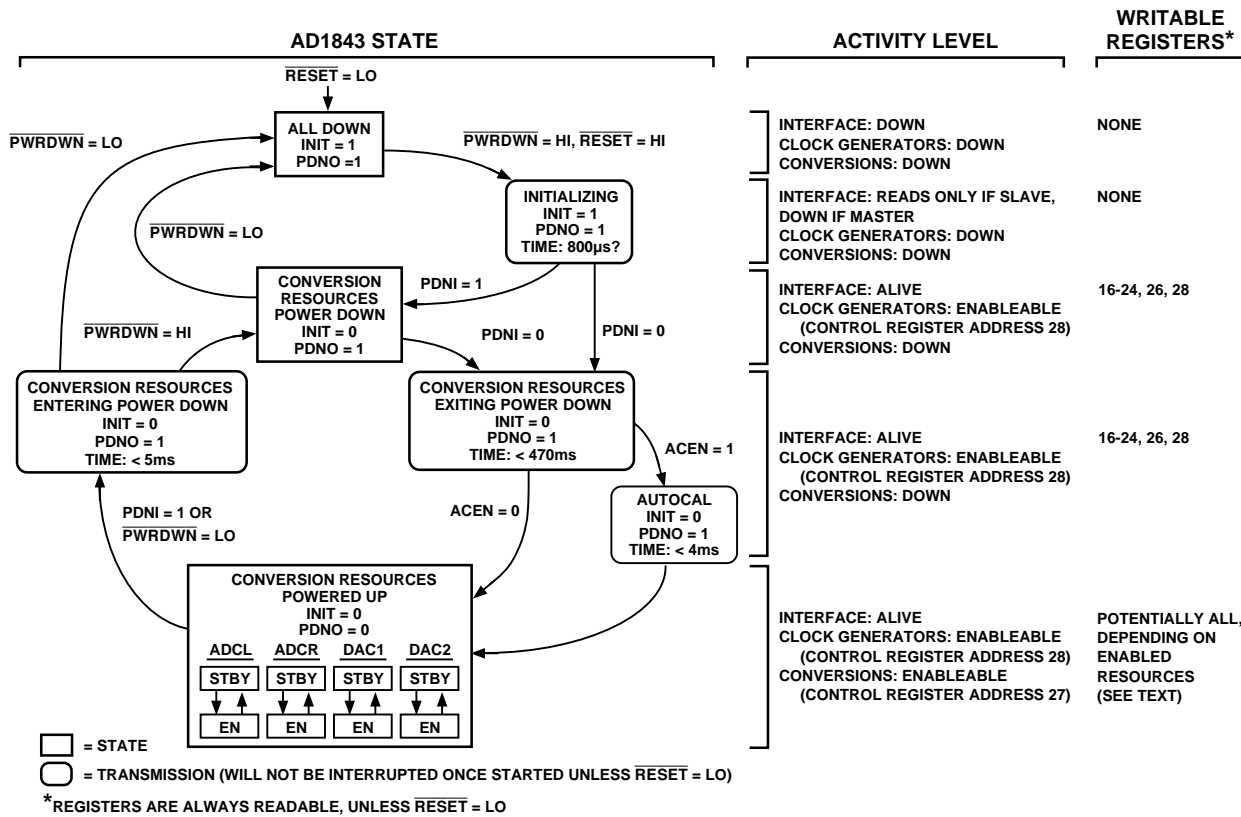 AD1843 STATE
ACTIVITY LEVEL
WRITABLE
REGISTERS*
RESET = LO
PWRDWN = LO
ALL DOWN
INIT = 1
PDNO =1
PWRDWN = HI, RESET = HI
INTERFACE: DOWN
CLOCK GENERATORS: DOWN
CONVERSIONS: DOWN
NONE
PWRDWN = LO
INITIALIZING
INIT = 1
PDNO = 1
TIME: 800µs?
INTERFACE: READS ONLY IF SLAVE,
DOWN IF MASTER
CLOCK GENERATORS: DOWN
CONVERSIONS: DOWN
NONE
PWRDWN = HI
CONVERSION
RESOURCES
POWER DOWN
INIT = 0
PDNO = 1
PDNI = 1
PDNI = 0
PDNI = 0
INTERFACE: ALIVE
CLOCK GENERATORS: ENABLEABLE
(CONTROL REGISTER ADDRESS 28)
CONVERSIONS: DOWN
16-24, 26, 28
CONVERSION RESOURCES
ENTERING POWER DOWN
INIT = 0
PDNO = 1
TIME: < 5ms
CONVERSION RESOURCES
EXITING POWER DOWN
INIT = 0
PDNO = 1
TIME: < 470ms
ACEN = 1
INTERFACE: ALIVE
CLOCK GENERATORS: ENABLEABLE
(CONTROL REGISTER ADDRESS 28)
CONVERSIONS: DOWN
16-24, 26, 28
PDNI = 1 OR
PWRDWN = LO
ACEN = 0
AUTOCAL
INIT = 0
PDNO = 1
TIME: < 4ms
CONVERSION RESOURCES
POWERED UP
INIT = 0
PDNO = 0
ADCL ADCR DAC1 DAC2
STBY STBY STBY STBY
EN EN EN EN
INTERFACE: ALIVE
CLOCK GENERATORS: ENABLEABLE
(CONTROL REGISTER ADDRESS 28)
CONVERSIONS: ENABLEABLE
(CONTROL REGISTER ADDRESS 27)
POTENTIALLY ALL,
DEPENDING ON
ENABLED
RESOURCES
(SEE TEXT)
= STATE
= TRANSMISSION (WILL NOT BE INTERRUPTED ONCE STARTED UNLESS RESET = LO)
*REGISTERS ARE ALWAYS READABLE, UNLESS RESET = LO